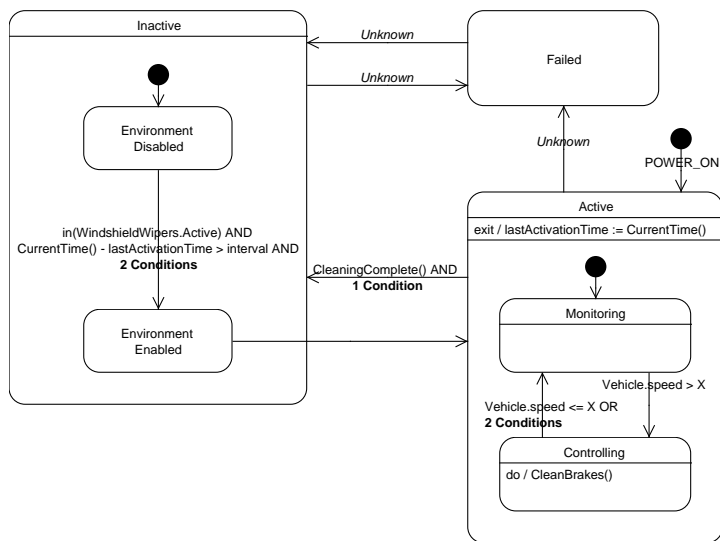 Inactive
Unknown
Unknown
Failed
Environment
Disabled
Unknown
POWER_ON
Active
exit / lastActivationTime := CurrentTime()
in(WindshieldWipers.Active) AND
CurrentTime() - lastActivationTime > interval AND
2 Conditions
CleaningComplete() AND
1 Condition
Environment
Enabled
Monitoring
Vehicle.speed > X
Vehicle.speed <= X OR
2 Conditions
Controlling
do / CleanBrakes()